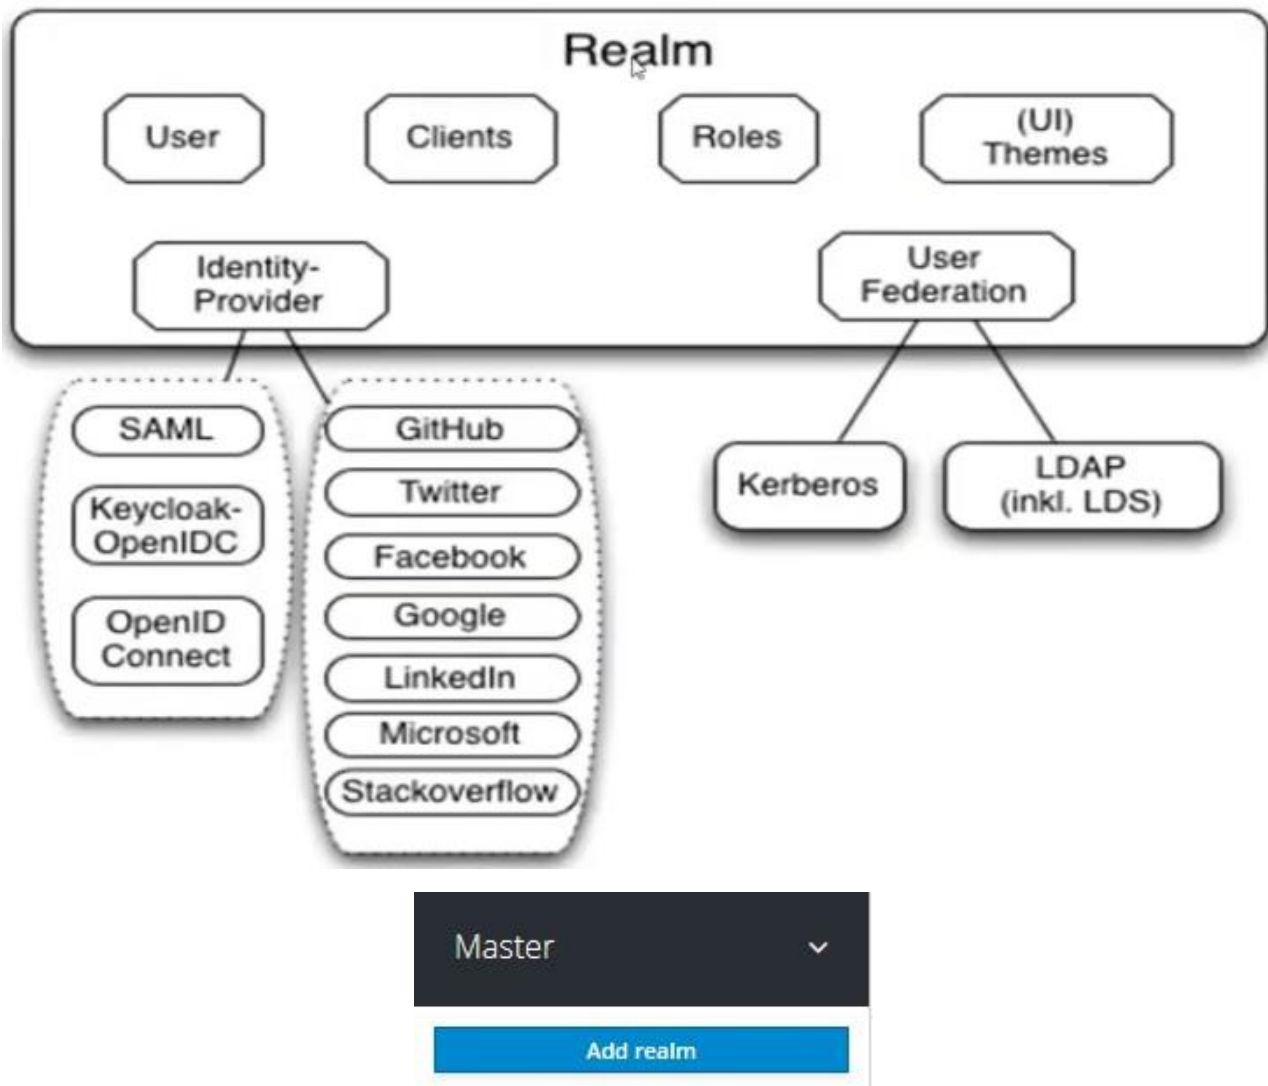 Realm
User
Clients
Roles
(UI)
Themes
Identity-
Provider
User
Federation
SAML
Keycloak-
OpenIDC
OpenID
Connect
GitHub
Twitter
Facebook
Google
LinkedIn
Microsoft
Stackoverflow
Kerberos
LDAP
(inkl. LDS)
Master
Add realm